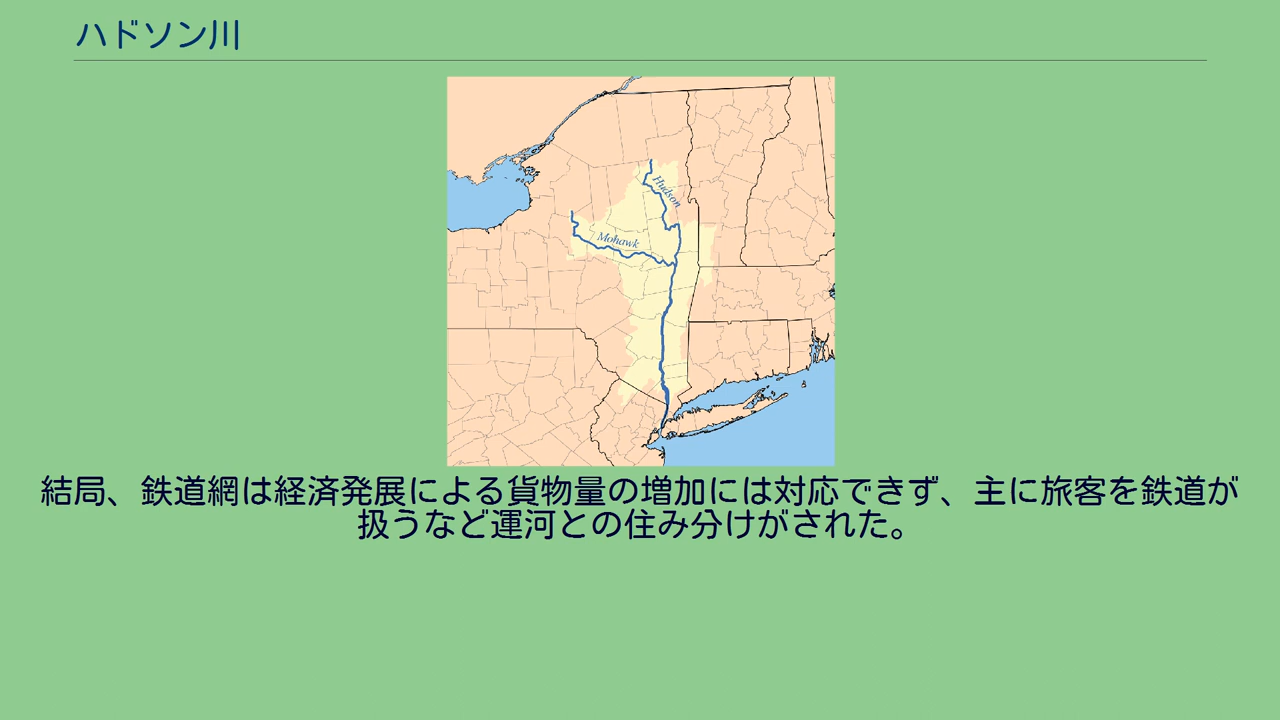 ハドソン川
Hudson
Mohawk
結局、鉄道網は経済発展による貨物量の増加には対応できず、主に旅客を鉄道が
扱うなど運河との住み分けがされた。